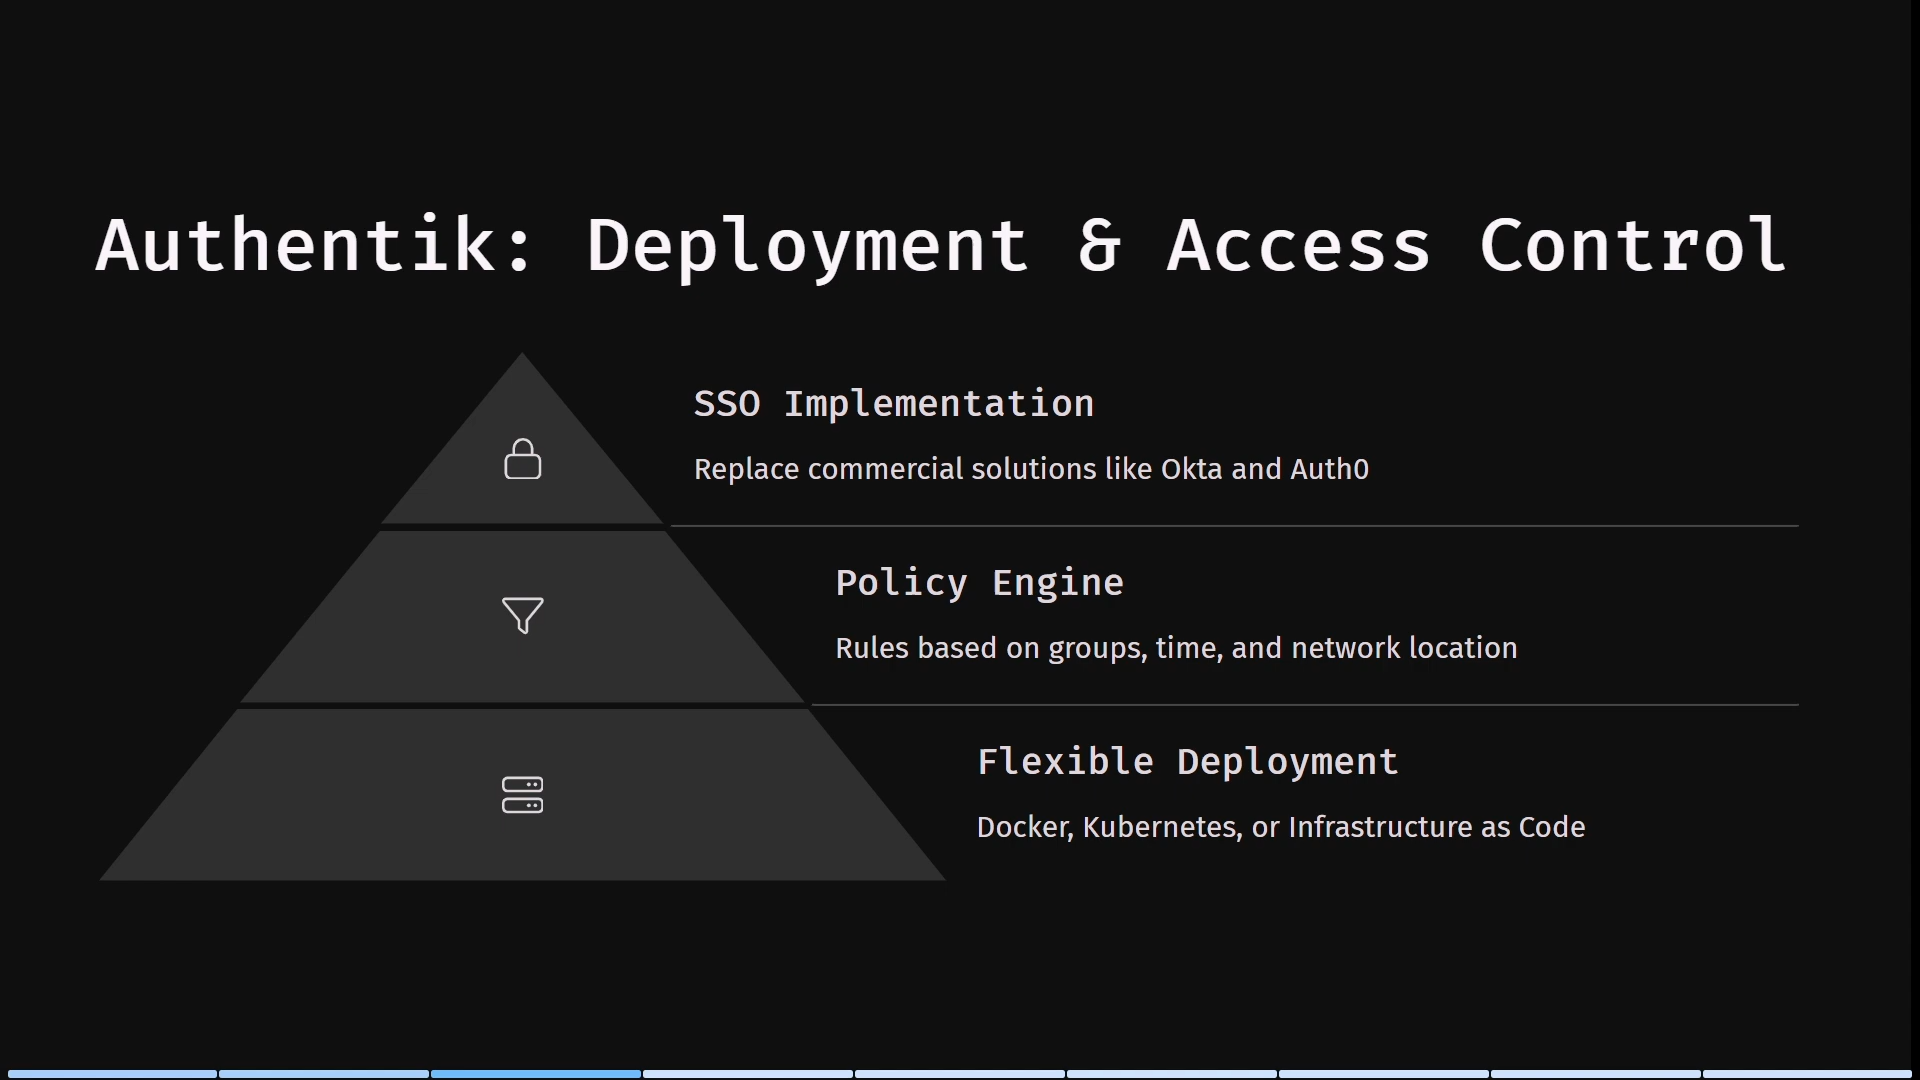 Authentik: Deployment & Access Control
SSO Implementation
Replace commercial solutions like Okta and Auth0
Policy Engine
Rules based on groups, time, and network location
Flexible Deployment
Docker, Kubernetes, or Infrastructure as Code